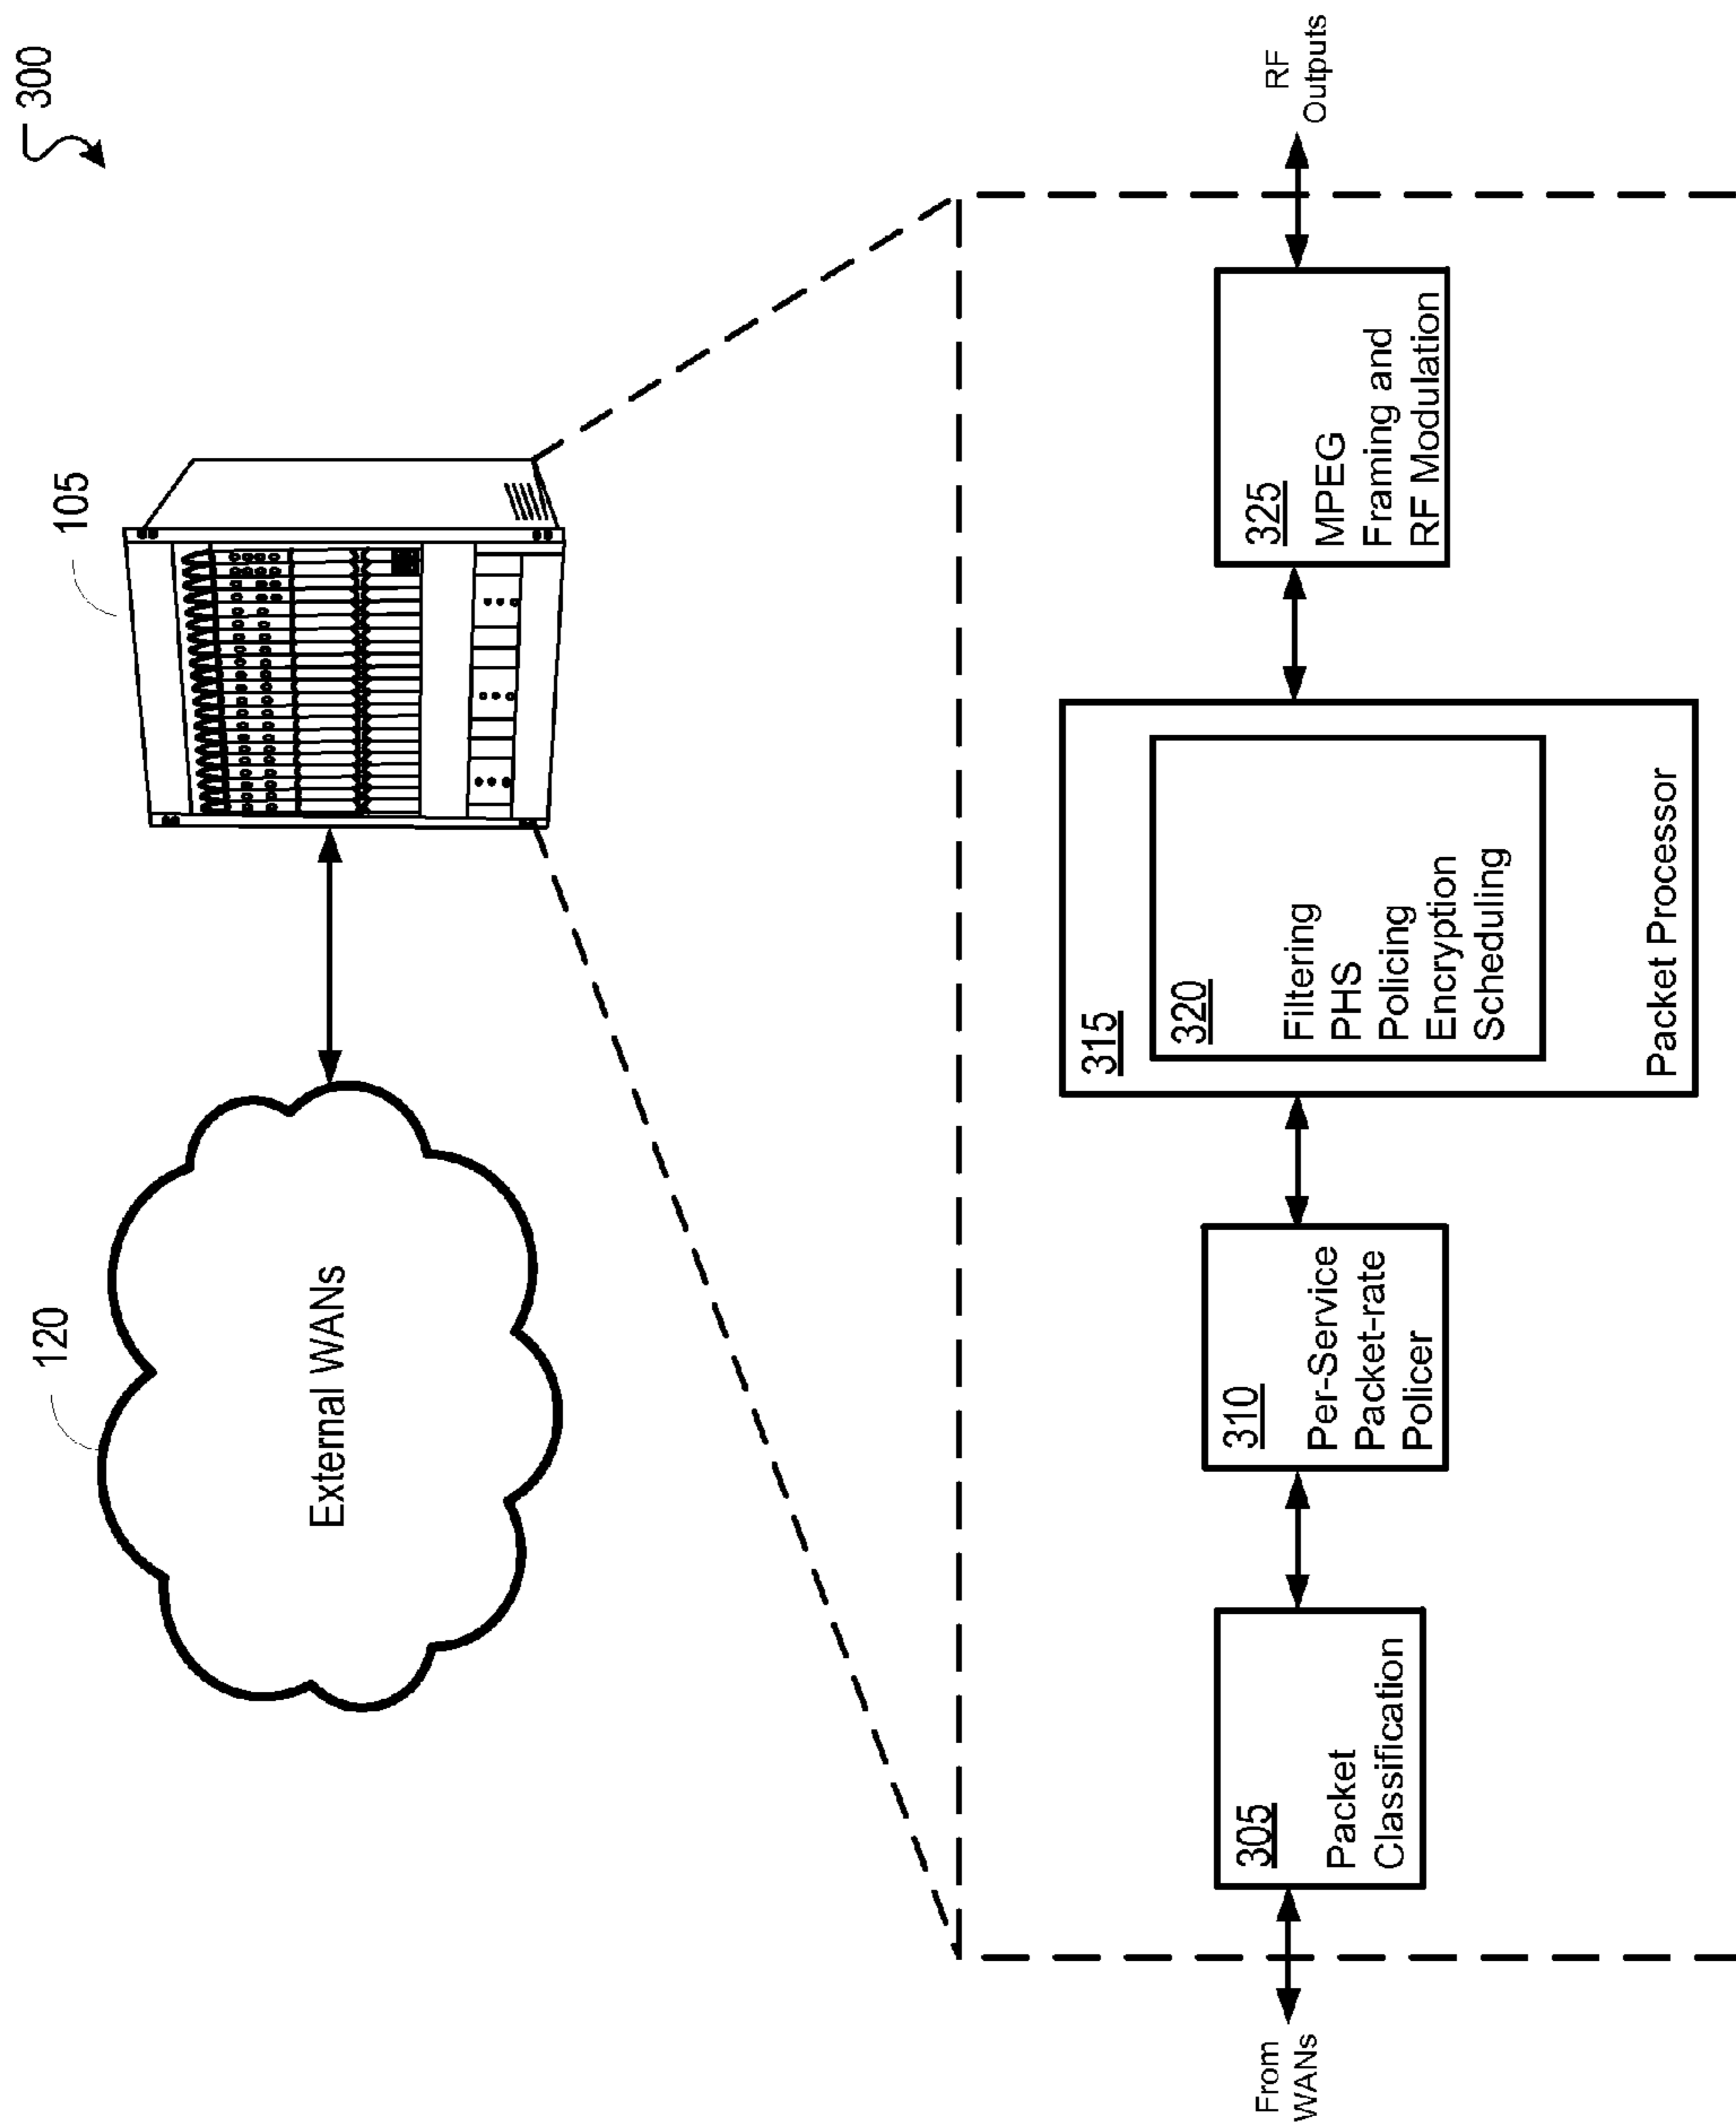 300
105
120
External WANs
From
WANs
305
Packet
Classification
310
Per-Service
Packet-rate
Policer
315
320
Filtering
PHS
Policing
Encryption
Scheduling
Packet Processor
325
MPEG
Framing and
RF Modulation
RF
Outputs